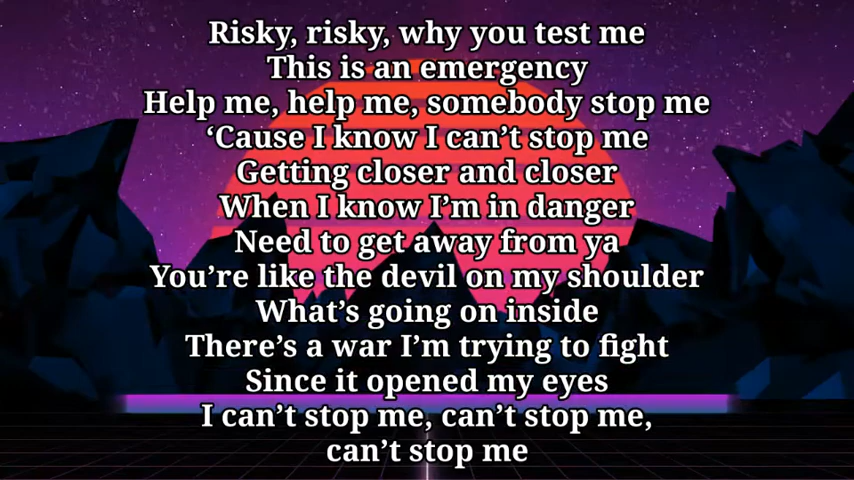 Risky, risky, why you test me
This is an emergency
Help me, help me, somebody stop me
‘Cause I know I can’t stop me
Getting closer and closer
When I know I’m in danger
Need to get away from ya
You’re like the devil on my shoulder
What’s going on inside
There’s a war I’m trying to fight
Since it opened my eyes
I can’t stop me, can’t stop me,
can’t stop me